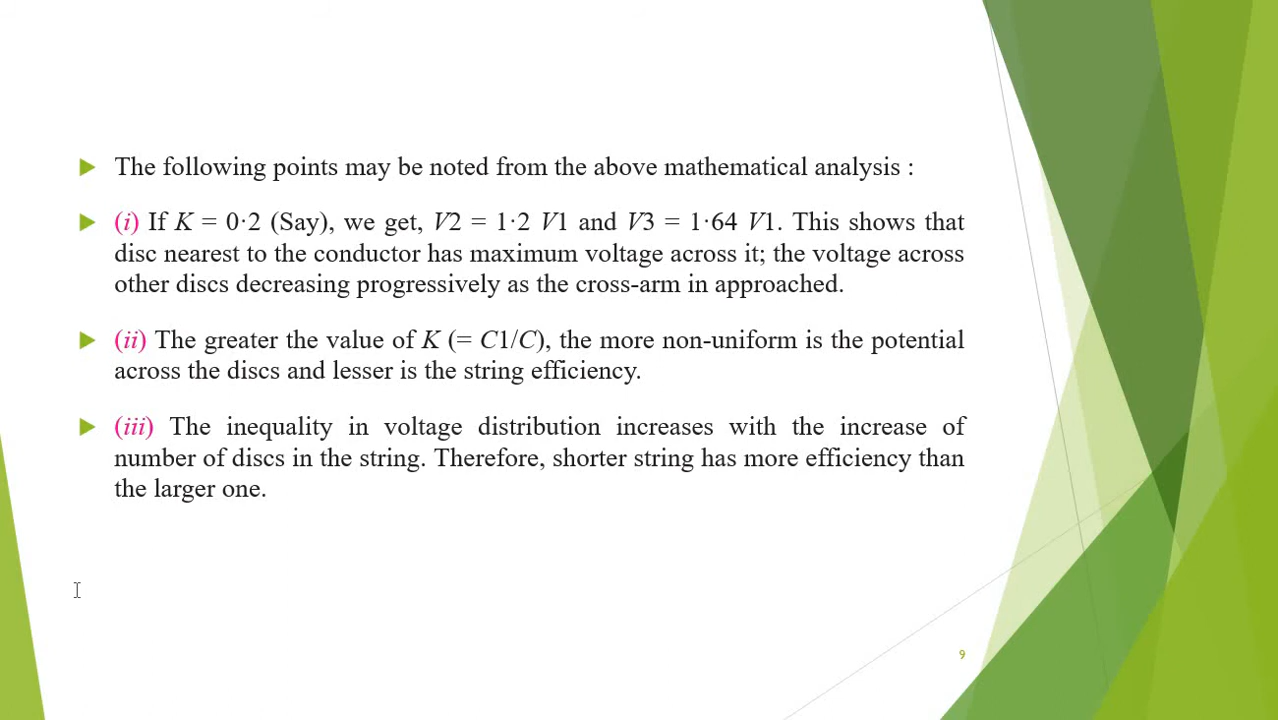 The following points may be noted from the above mathematical analysis :
(i) If K = 0·2 (Say), we get, V2 = 1·2 V1 and V3 = 1·64 V1. This shows that
disc nearest to the conductor has maximum voltage across it; the voltage across
other discs decreasing progressively as the cross-arm in approached.
(ii) The greater the value of K (= C1/C), the more non-uniform is the potential
across the discs and lesser is the string efficiency.
(iii) The inequality in voltage distribution increases with the increase of
number of discs in the string. Therefore, shorter string has more efficiency than
the larger one.
9